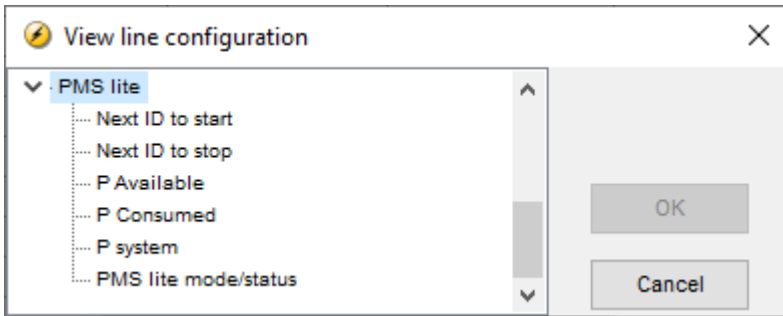 View line configuration
PMS lite
Next ID to start
Next ID to stop
P Available
P Consumed
P system
PMS lite mode/status
OK
Cancel